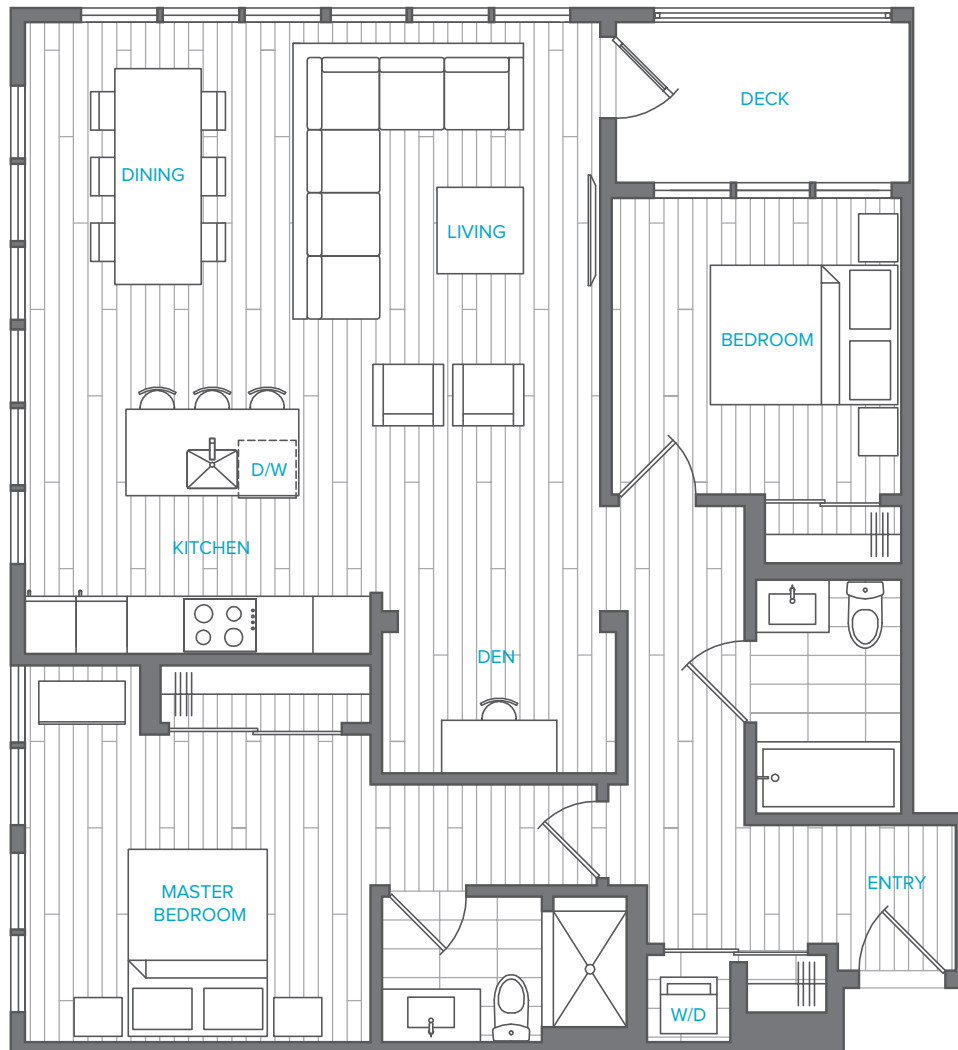 DECK
DINING
LIVING
BEDROOM
D/W
KITCHEN
DEN
MASTER
BEDROOM
ENTRY
W/D